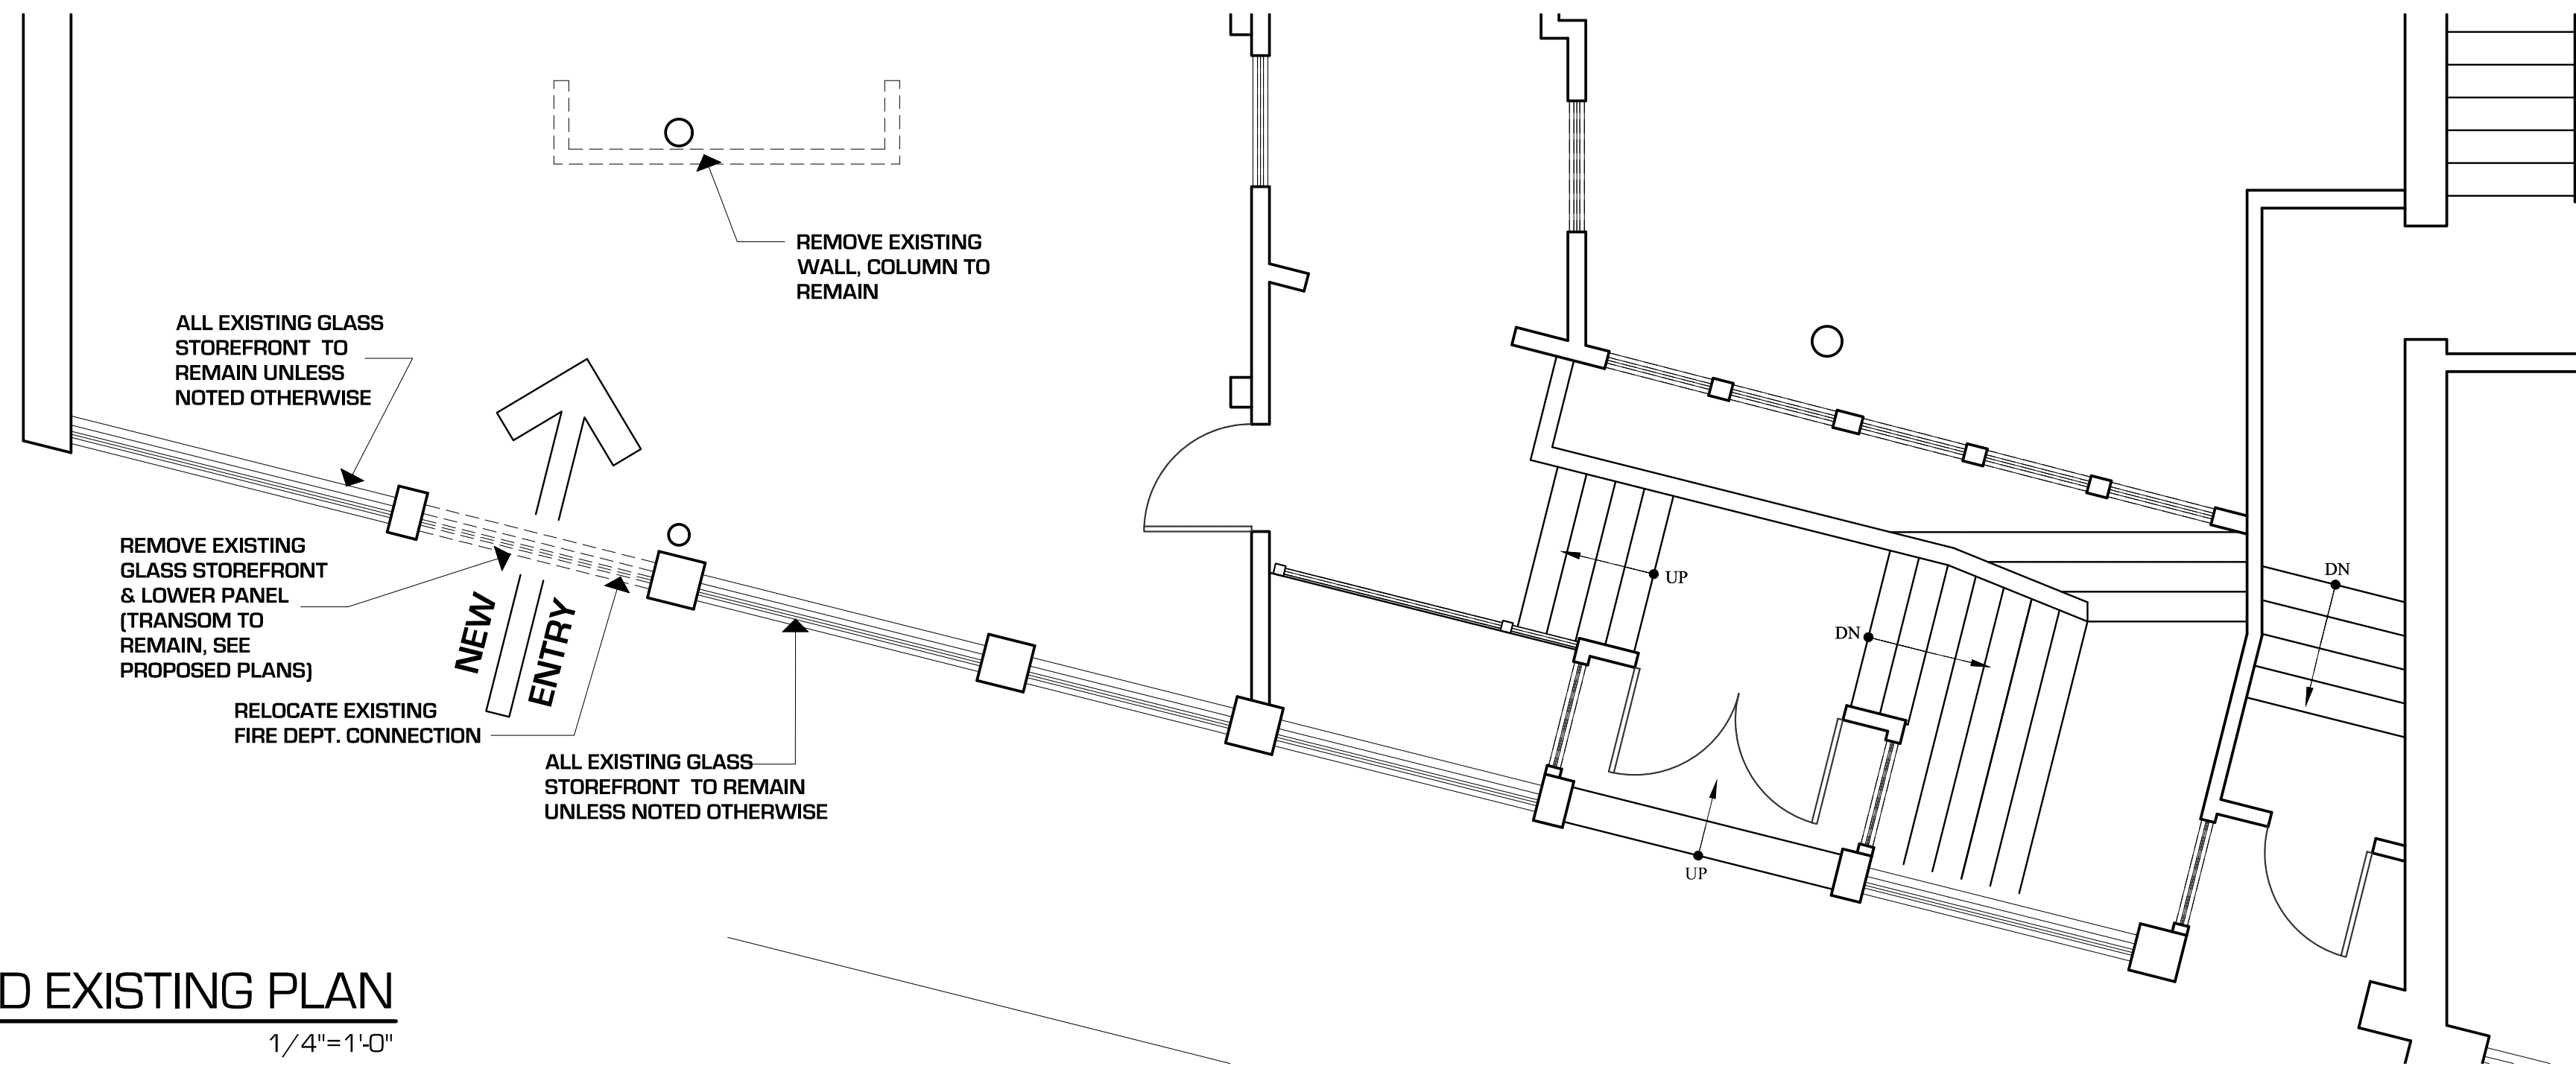 REMOVE EXISTING
WALL, COLUMN TO
REMAIN
ALL EXISTING GLASS
STOREFRONT TO
REMAIN UNLESS
NOTED OTHERWISE
REMOVE EXISTING
GLASS STOREFRONT
& LOWER PANEL
(TRANSOM TO
REMAIN, SEE
PROPOSED PLANS)
NEW
ENTRY
RELOCATE EXISTING
FIRE DEPT. CONNECTION
ALL EXISTING GLASS
STOREFRONT TO REMAIN
UNLESS NOTED OTHERWISE
UP
DN
DN
UP
D EXISTING PLAN
1/4"=1'-0"